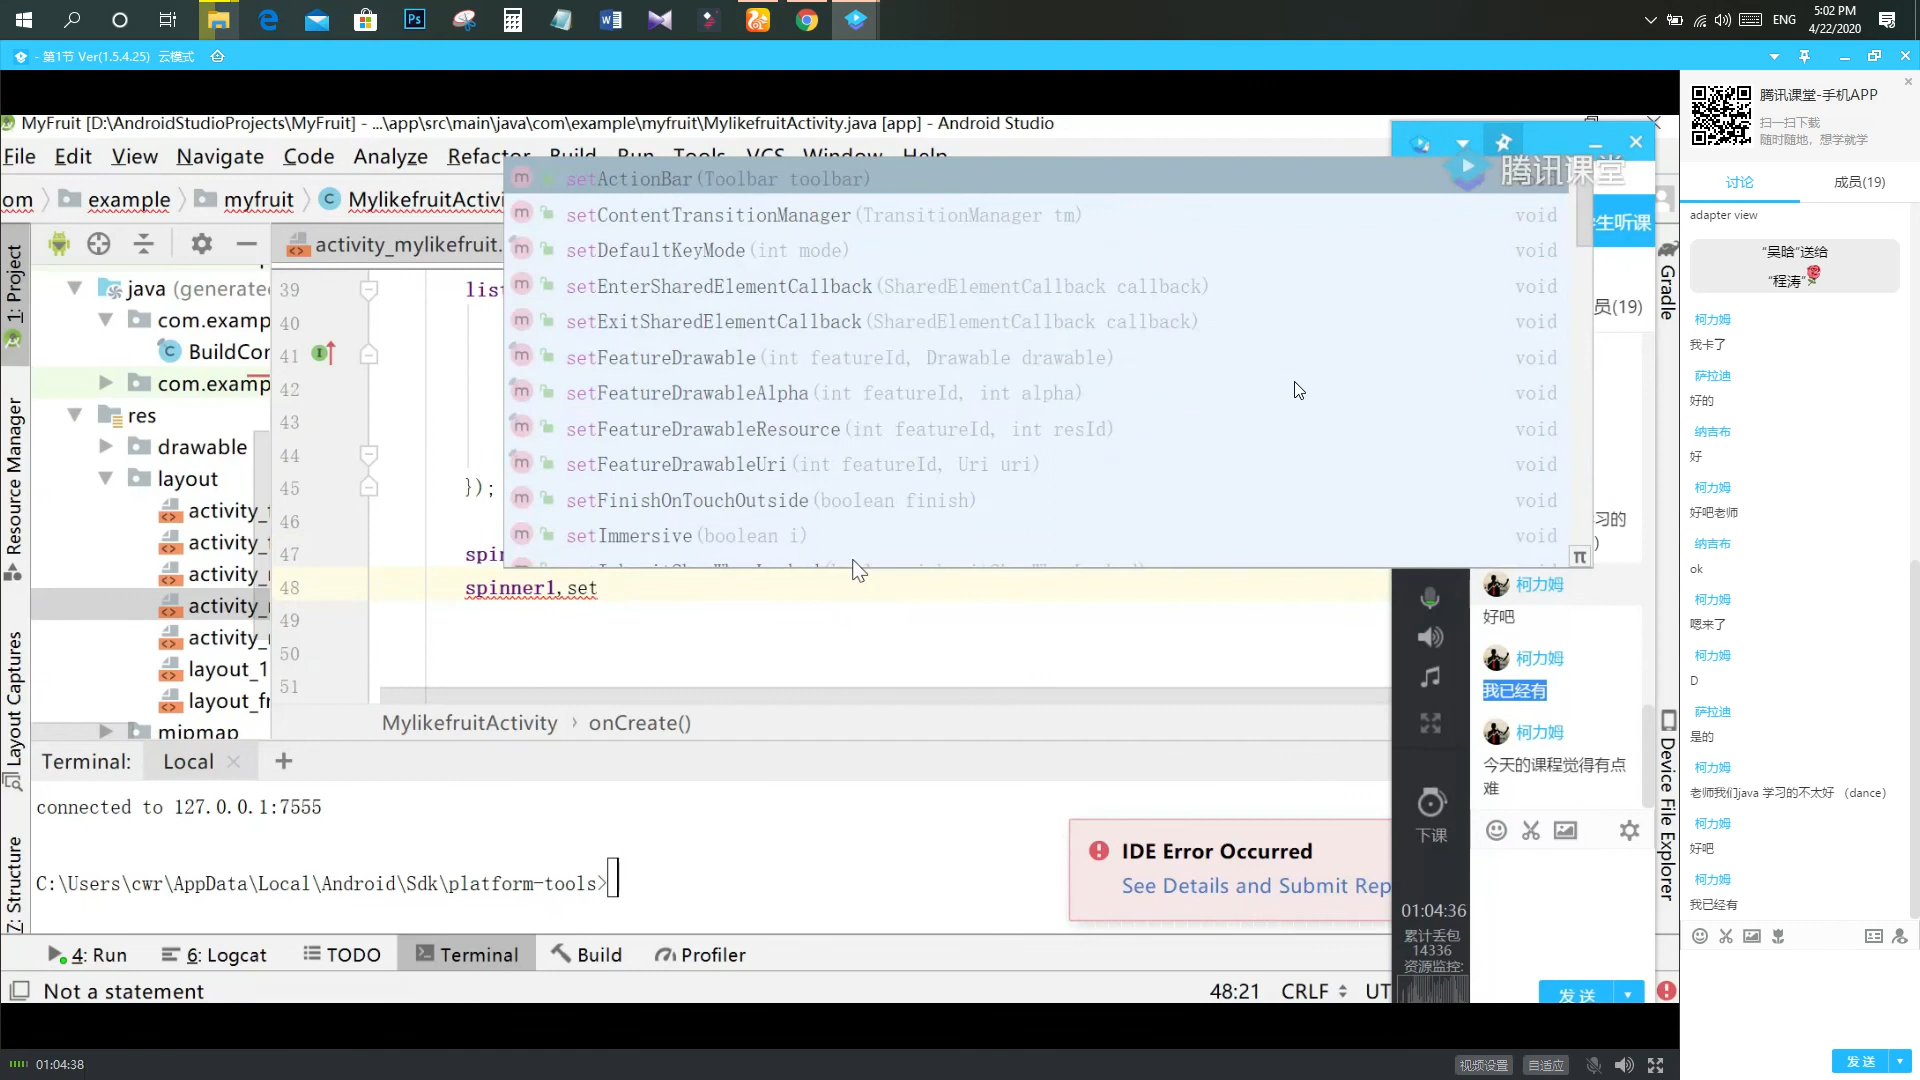 ENG
5:02 PM
4/22/2020
- 第1节 Ver(1.5.4.25) 云模式
MyFruit [D:\AndroidStudioProjects\MyFruit] - ...\app\src\main\java\com\example\myfruit\MylikefruitActivity.java [app] - Android Studio
File Edit View Navigate Code Analyze Refactor Build Run Tools VCS Window Help
om example myfruit MylikefruitActivi
activity_mylikefruit.
1: Project
Resource Manager
Layout Captures
Z: Structure
java (generate
com.examp
BuildCor
com.examp
res
drawable
layout
activity_
activity_
activity_
activity_
activity_
layout_1
layout_fr
mipmap
39 list
40
41
42
43
44
45 });
46
47 spin
48 spinner1,set
49
50
51
setActionBar(Toolbar toolbar)
setContentTransitionManager(TransitionManager tm) void
setDefaultKeyMode(int mode) void
setEnterSharedElementCallback(SharedElementCallback callback) void
setExitSharedElementCallback(SharedElementCallback callback) void
setFeatureDrawable(int featureId, Drawable drawable) void
setFeatureDrawableAlpha(int featureId, int alpha) void
setFeatureDrawableResource(int featureId, int resId) void
setFeatureDrawableUri(int featureId, Uri uri) void
setFinishOnTouchOutside(boolean finish) void
setImmersive(boolean i) void
π
MylikefruitActivity › onCreate()
Terminal: Local +
connected to 127.0.0.1:7555
C:\Users\cwr\AppData\Local\Android\Sdk\platform-tools>
IDE Error Occurred
See Details and Submit Rep
4: Run 6: Logcat TODO Terminal Build Profiler
Not a statement
48:21 CRLF UT
腾讯课堂
生听课
员(19)
习的
)
柯力姆
好吧
柯力姆
我已经有
柯力姆
今天的课程觉得有点
难
下课
01:04:36
累计丢包
14336
资源监控:
发送
Gradle
Device File Explorer
腾讯课堂-手机APP
扫一扫下载
随时随地，想学就学
讨论 成员(19)
adapter view
“吴晗”送给
“程涛”
柯力姆
我卡了
萨拉迪
好的
纳吉布
好
柯力姆
好吧老师
纳吉布
ok
柯力姆
嗯来了
柯力姆
D
萨拉迪
是的
柯力姆
老师我们java 学习的不太好 （dance）
柯力姆
好吧
柯力姆
我已经有
发送
01:04:38
视频设置 自适应